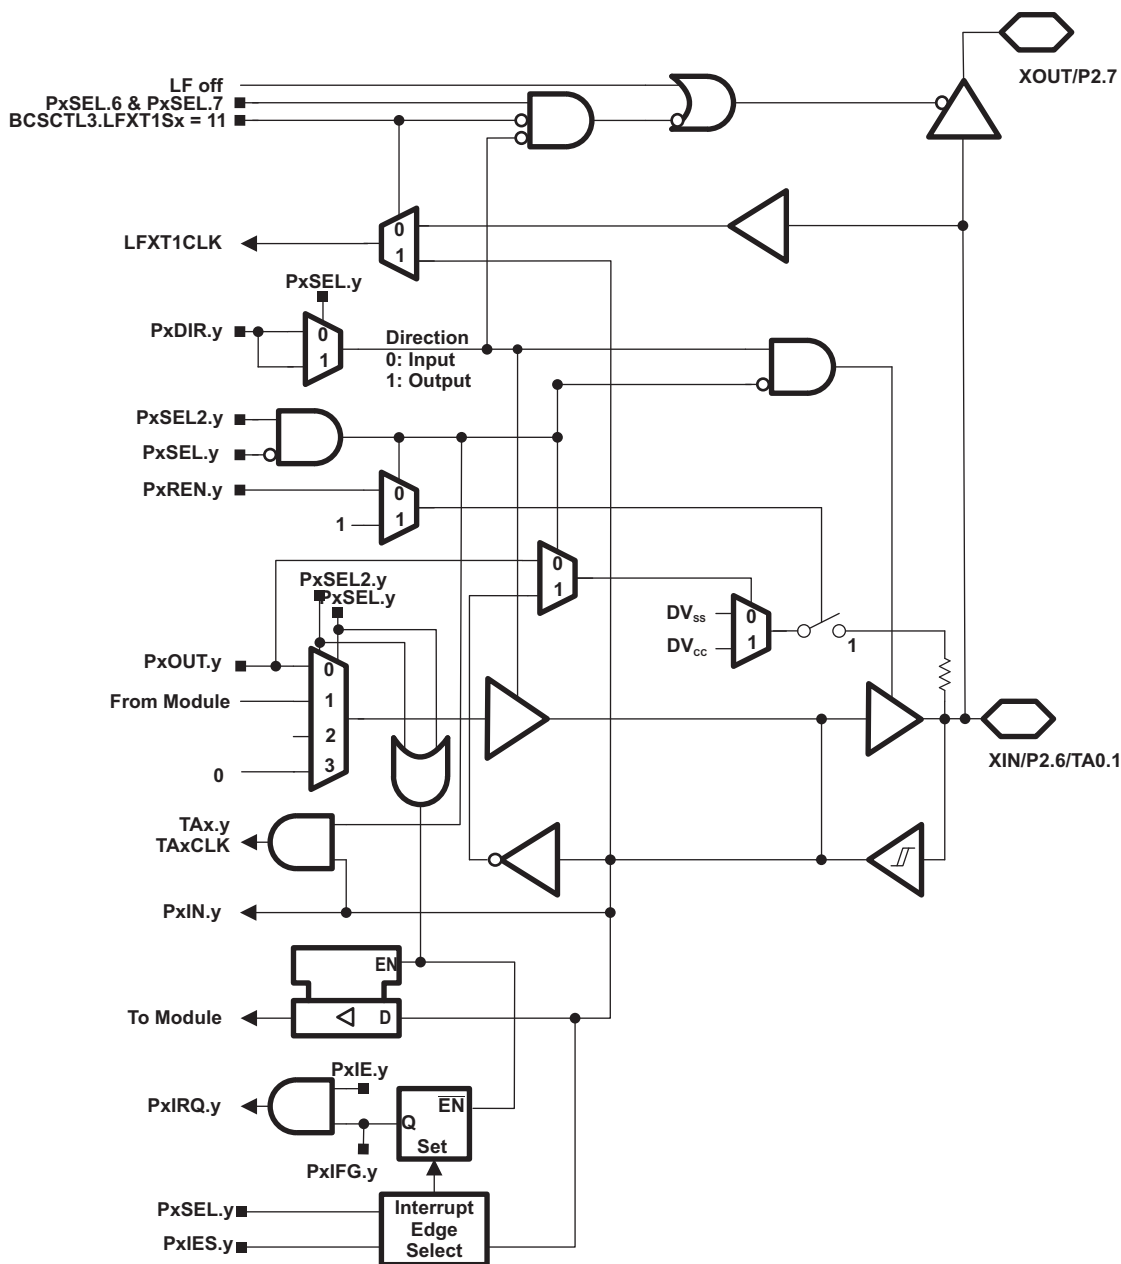 XOUT/P2.7
LF off
PxSEL.6 & PxSEL.7
BCSCTL3.LFXT1Sx = 11
0
1
LFXT1CLK
PxSEL.y
PxDIR.y
0
1
Direction
0: Input
1: Output
PxSEL2.y
PxSEL.y
PxREN.y
0
1
1
0
1
PxSEL2.y
PxSEL.y
DVSS
DVCC
0
1
1
PxOUT.y
From Module
0
0
1
2
3
XIN/P2.6/TA0.1
TAx.y
TAxCLK
PxIN.y
EN
To Module
D
PxIE.y
PxIRQ.y
EN
Q
Set
PxIFG.y
PxSEL.y
PxIES.y
Interrupt
Edge
Select